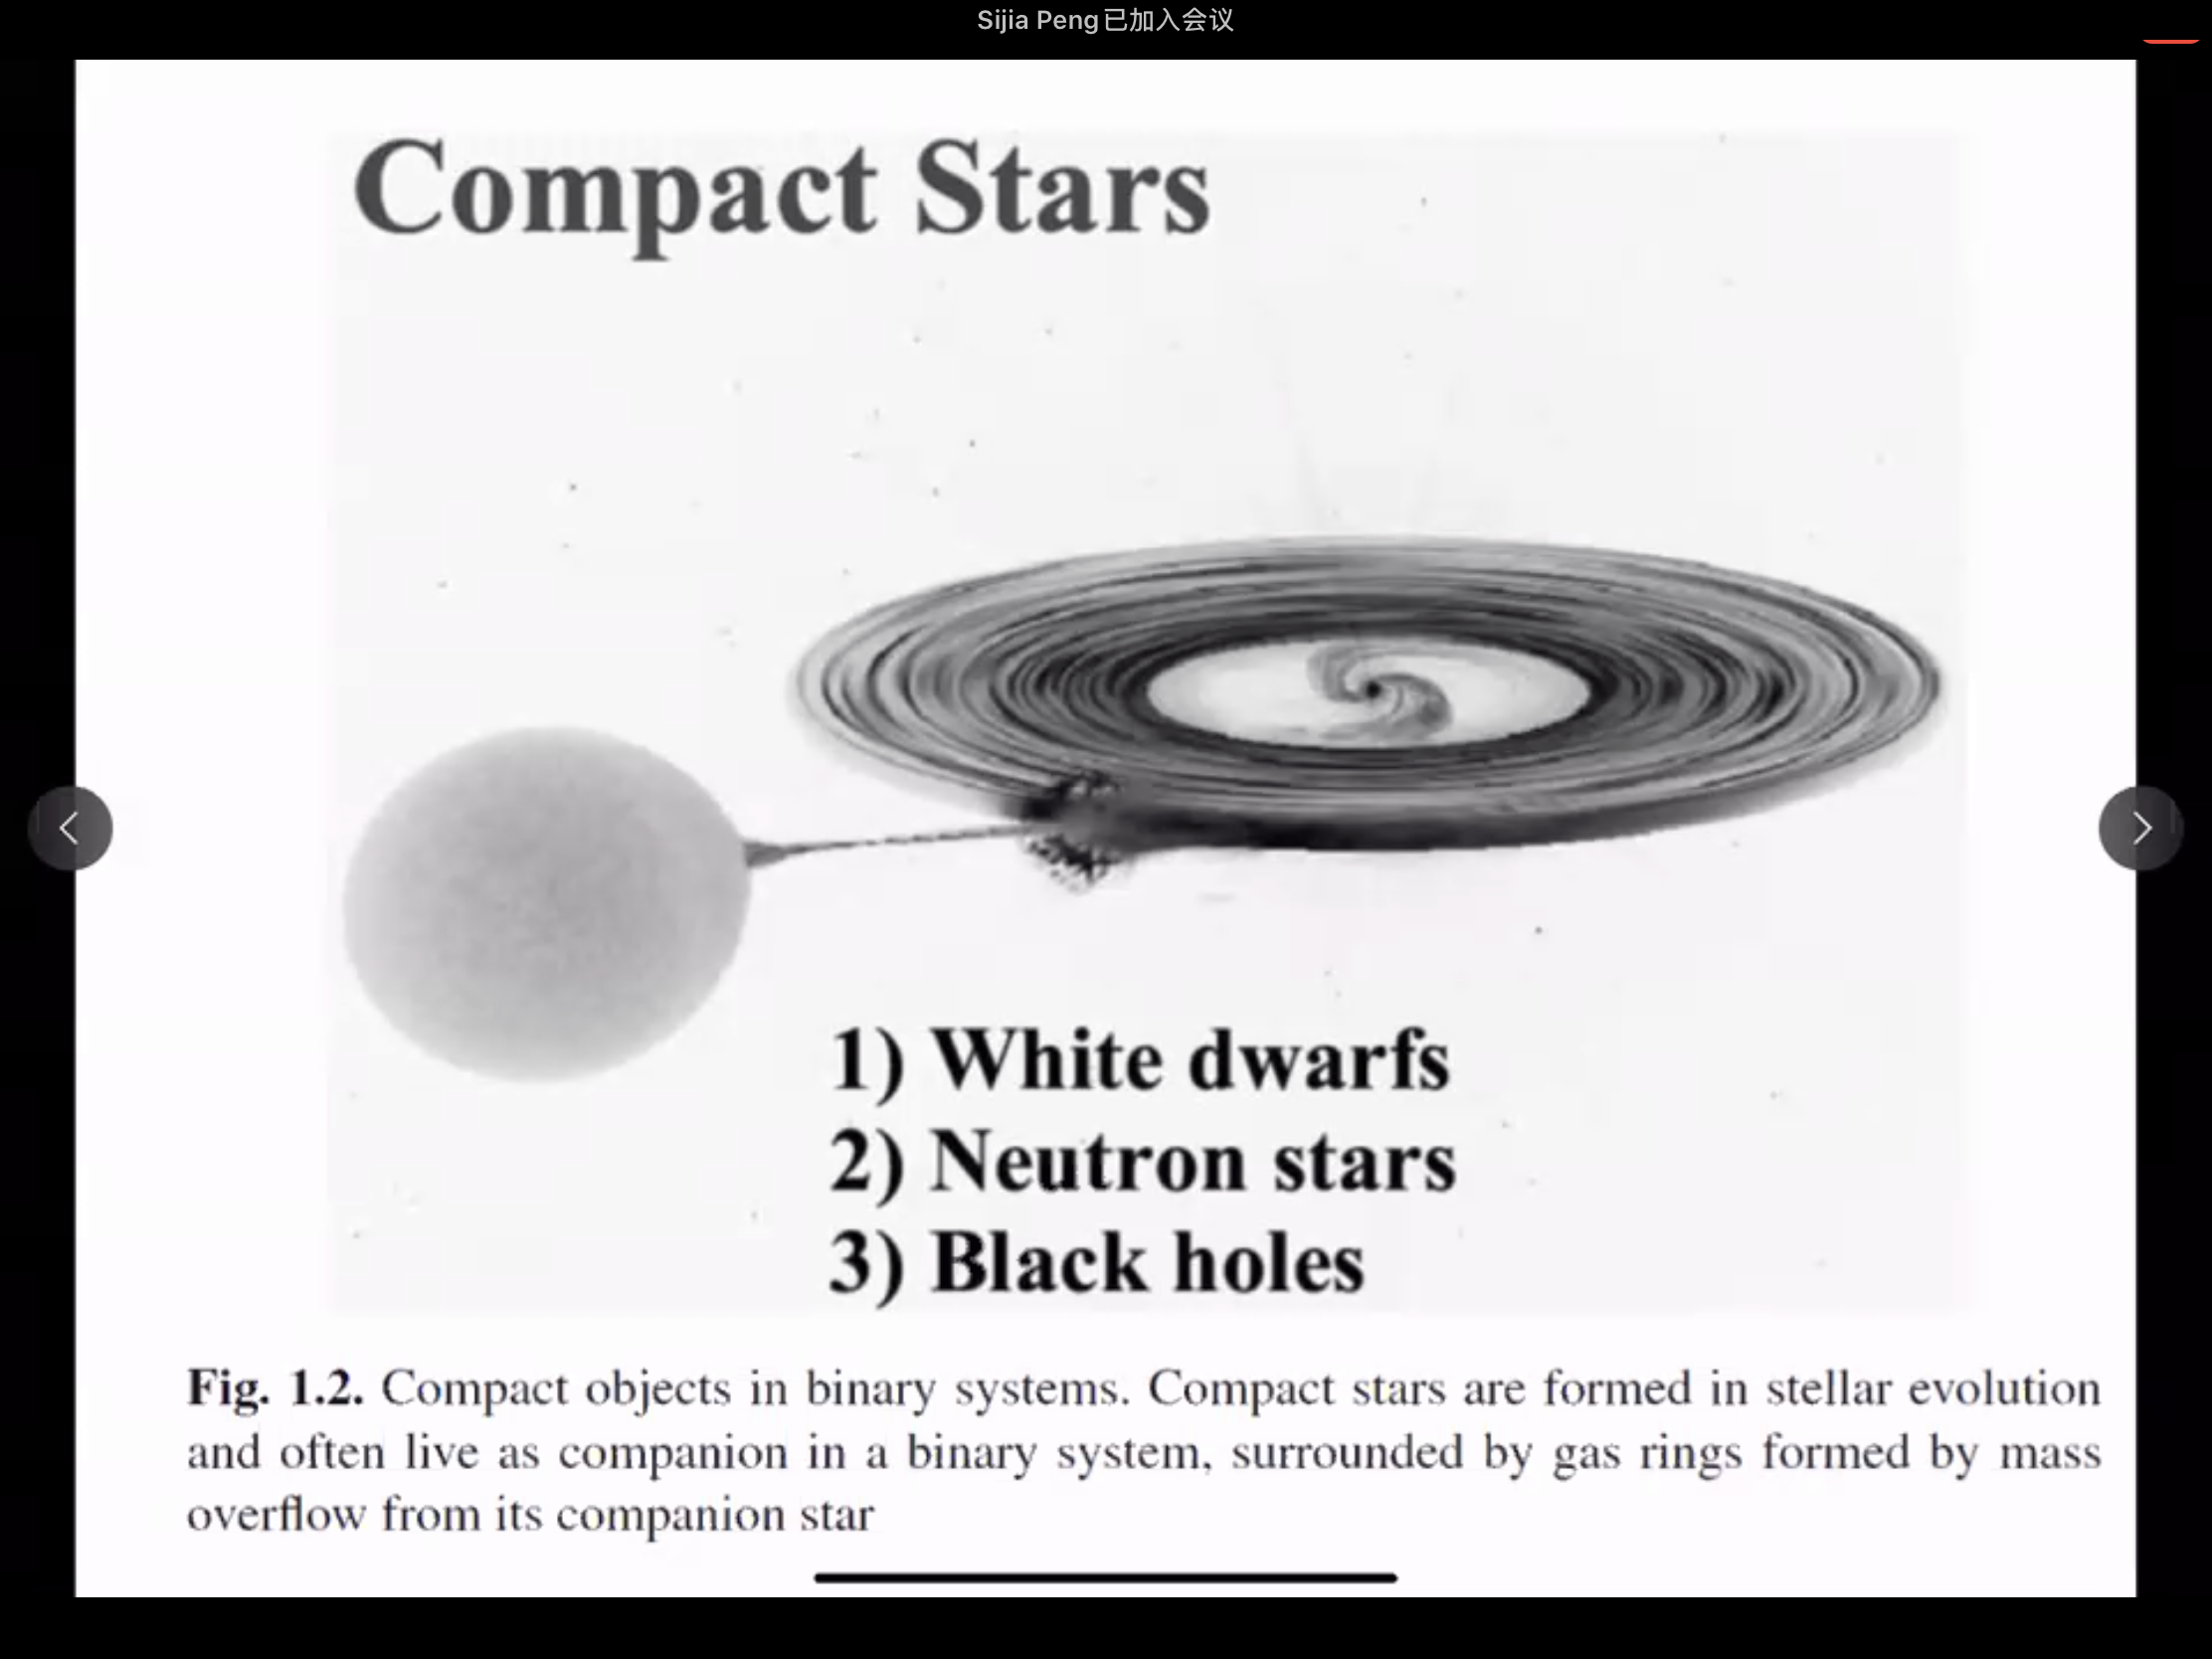 Sijia Peng已加入会议
Compact Stars
1) White dwarfs
2) Neutron stars
3) Black holes
Fig. 1.2. Compact objects in binary systems. Compact stars are formed in stellar evolution
and often live as companion in a binary system, surrounded by gas rings formed by mass
overflow from its companion star